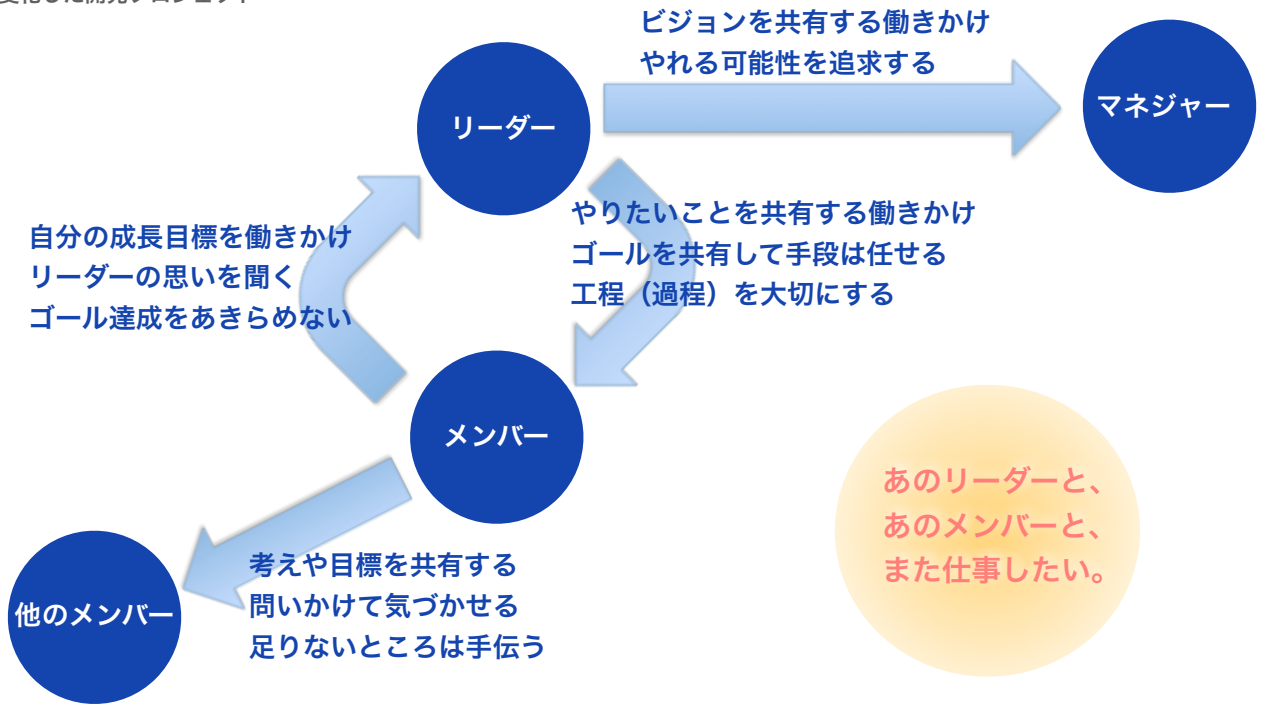 ビジョンを共有する働きかけ
やれる可能性を追求する
マネジャー
リーダー
やりたいことを共有する働きかけ
ゴールを共有して手段は任せる
工程（過程）を大切にする
自分の成長目標を働きかけ
リーダーの思いを聞く
ゴール達成をあきらめない
メンバー
あのリーダーと、
あのメンバーと、
また仕事したい。
考えや目標を共有する
問いかけて気づかせる
足りないところは手伝う
他のメンバー